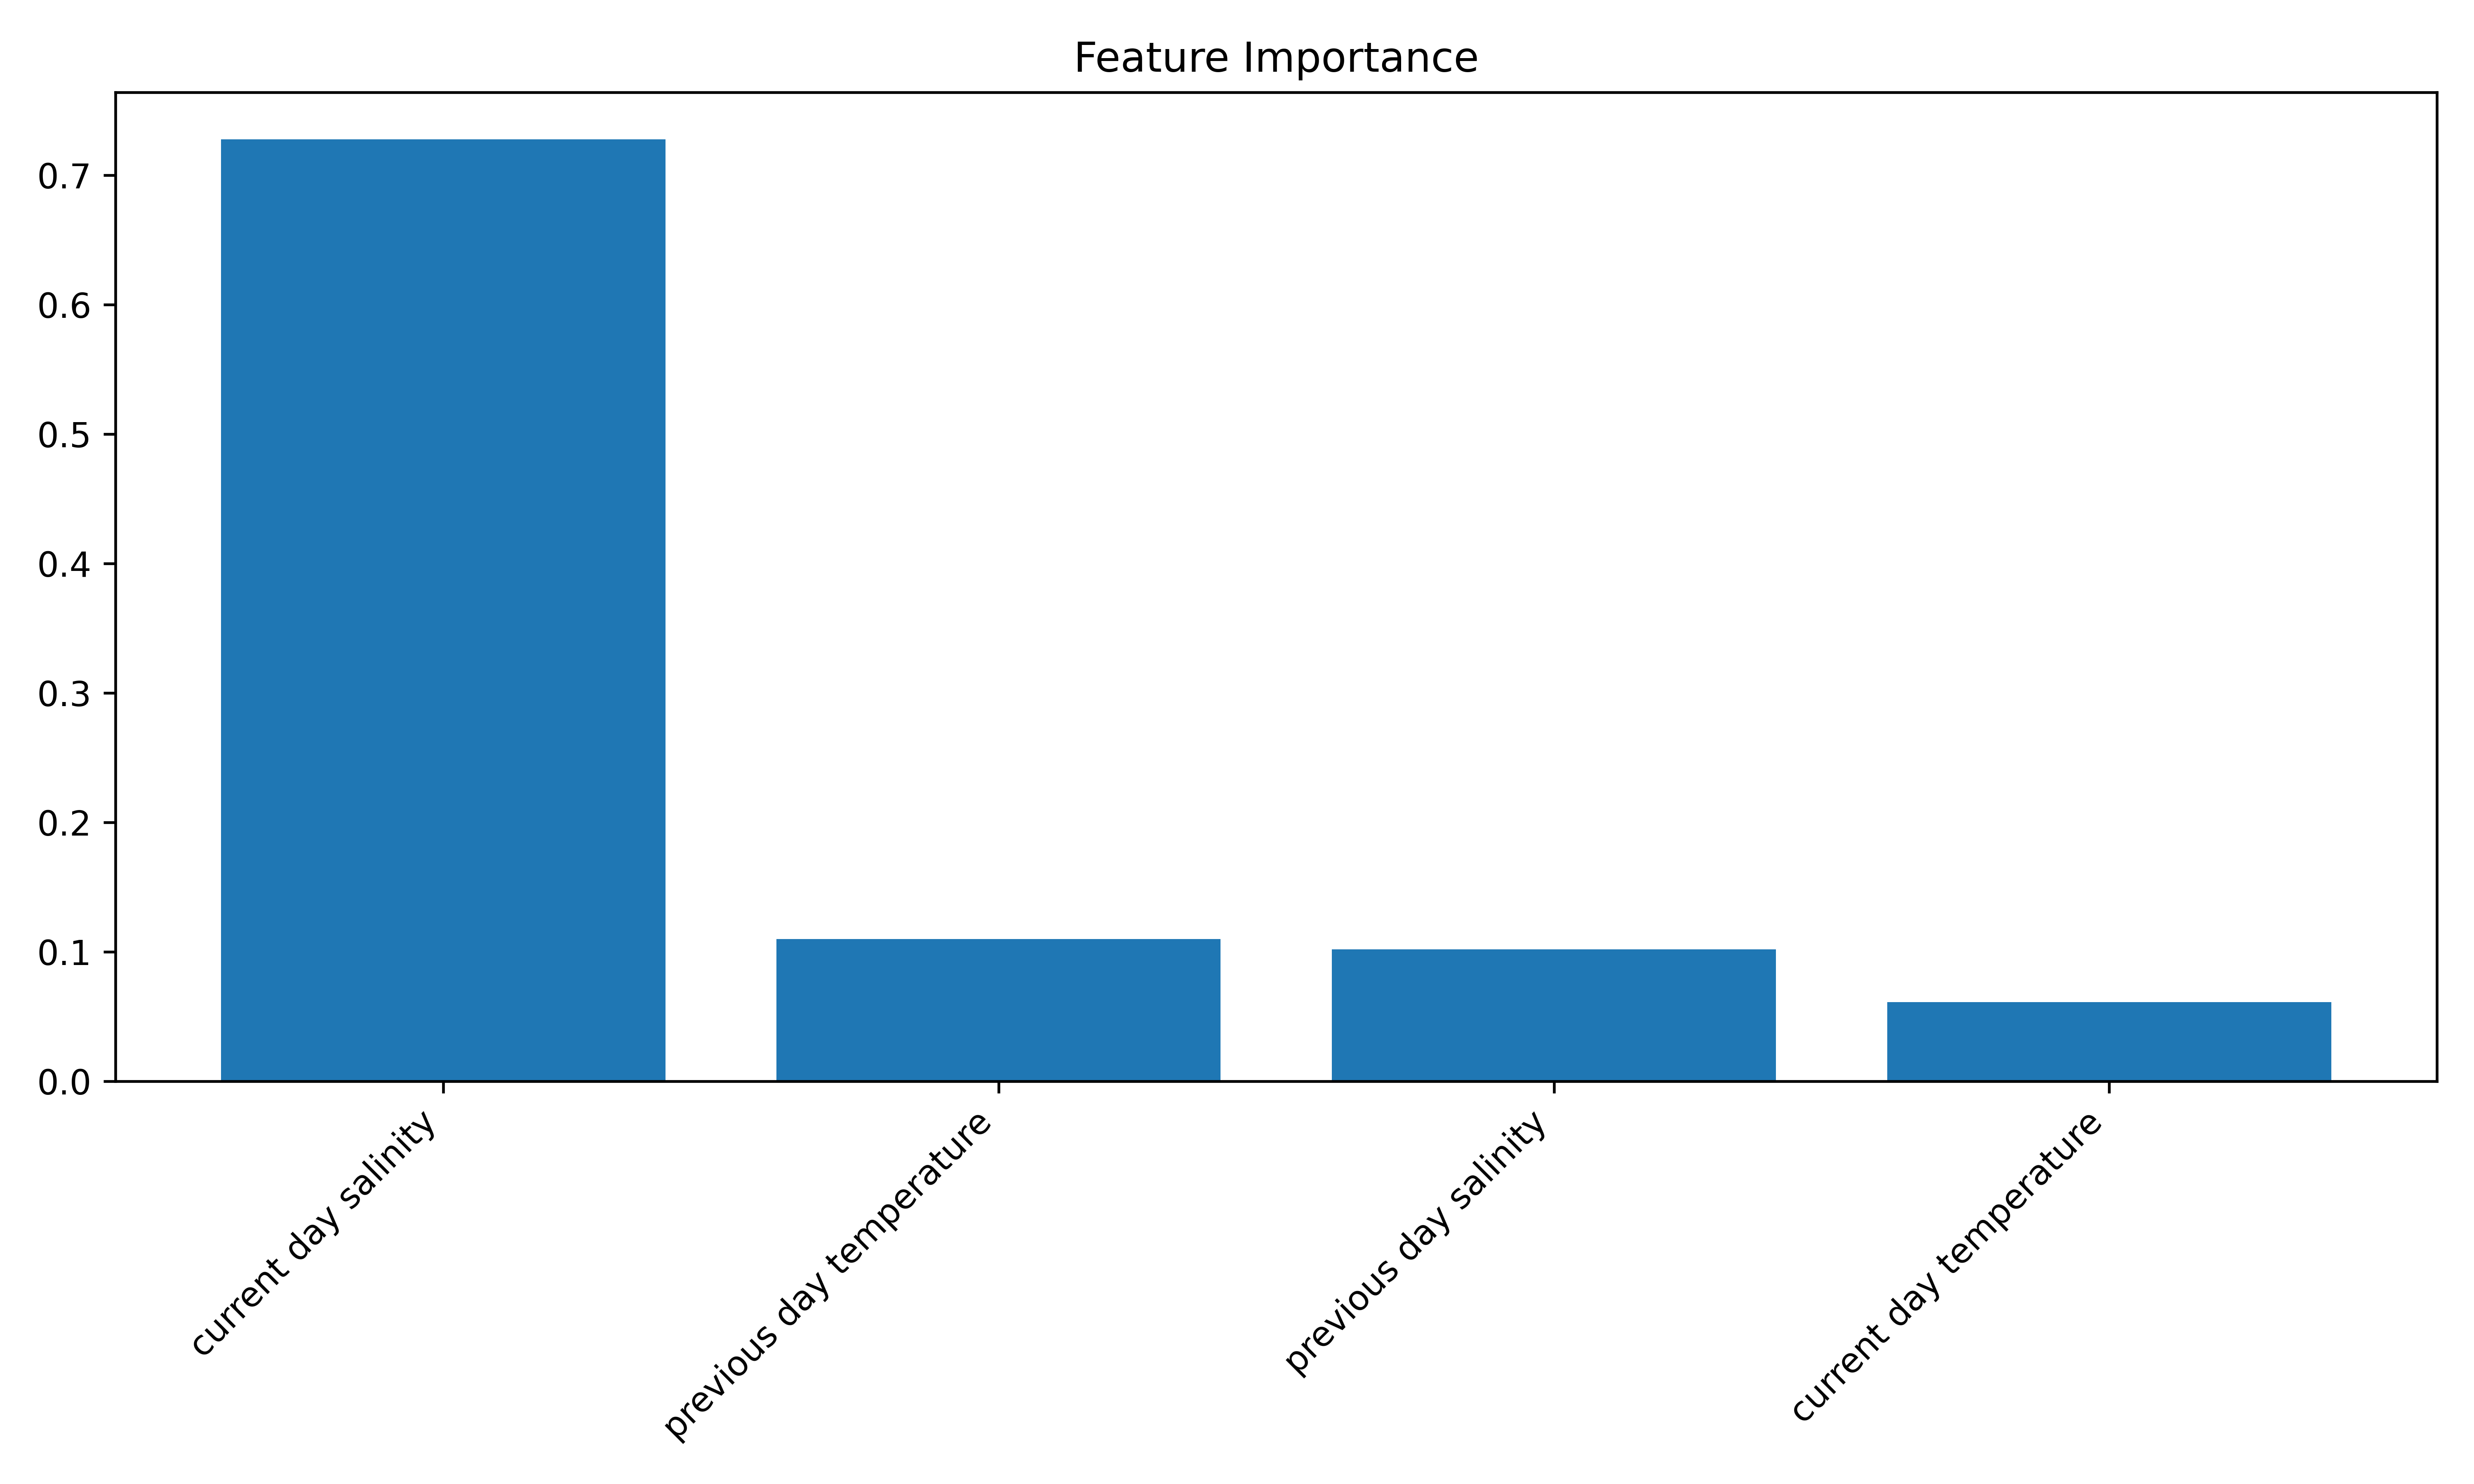 Feature Importance
0.7
0.6
0.5
0.4
0.3
0.2
0.1
0.0
current day salinity
previous day temperature
previous day salinity
current day temperature